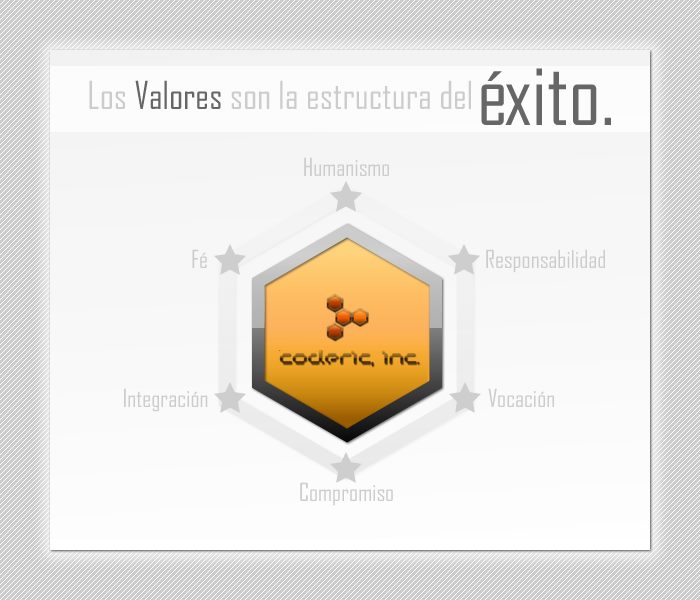 Los Valores son la estructura del éxito.
Humanismo
Fé
Responsabilidad
coderic, inc.
Integración
Vocación
Compromiso